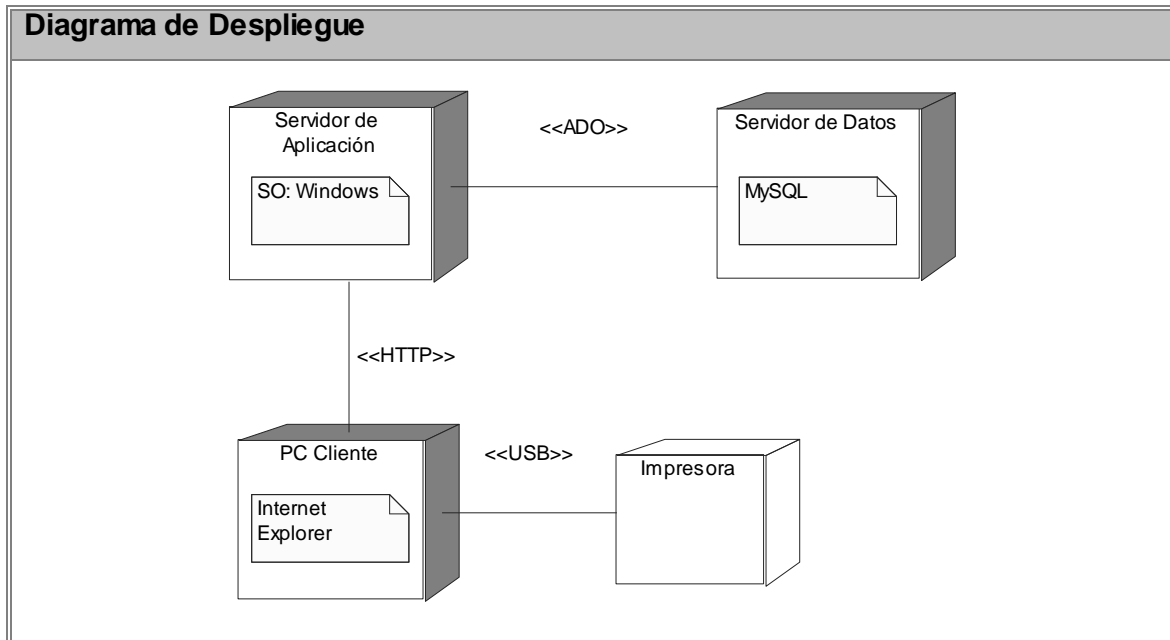 Diagrama de Despliegue
Servidor de
Aplicación
<<ADO>>
Servidor de Datos
SO: Windows
MySQL
<<HTTP>>
PC Cliente
<<USB>>
Impresora
Internet
Explorer